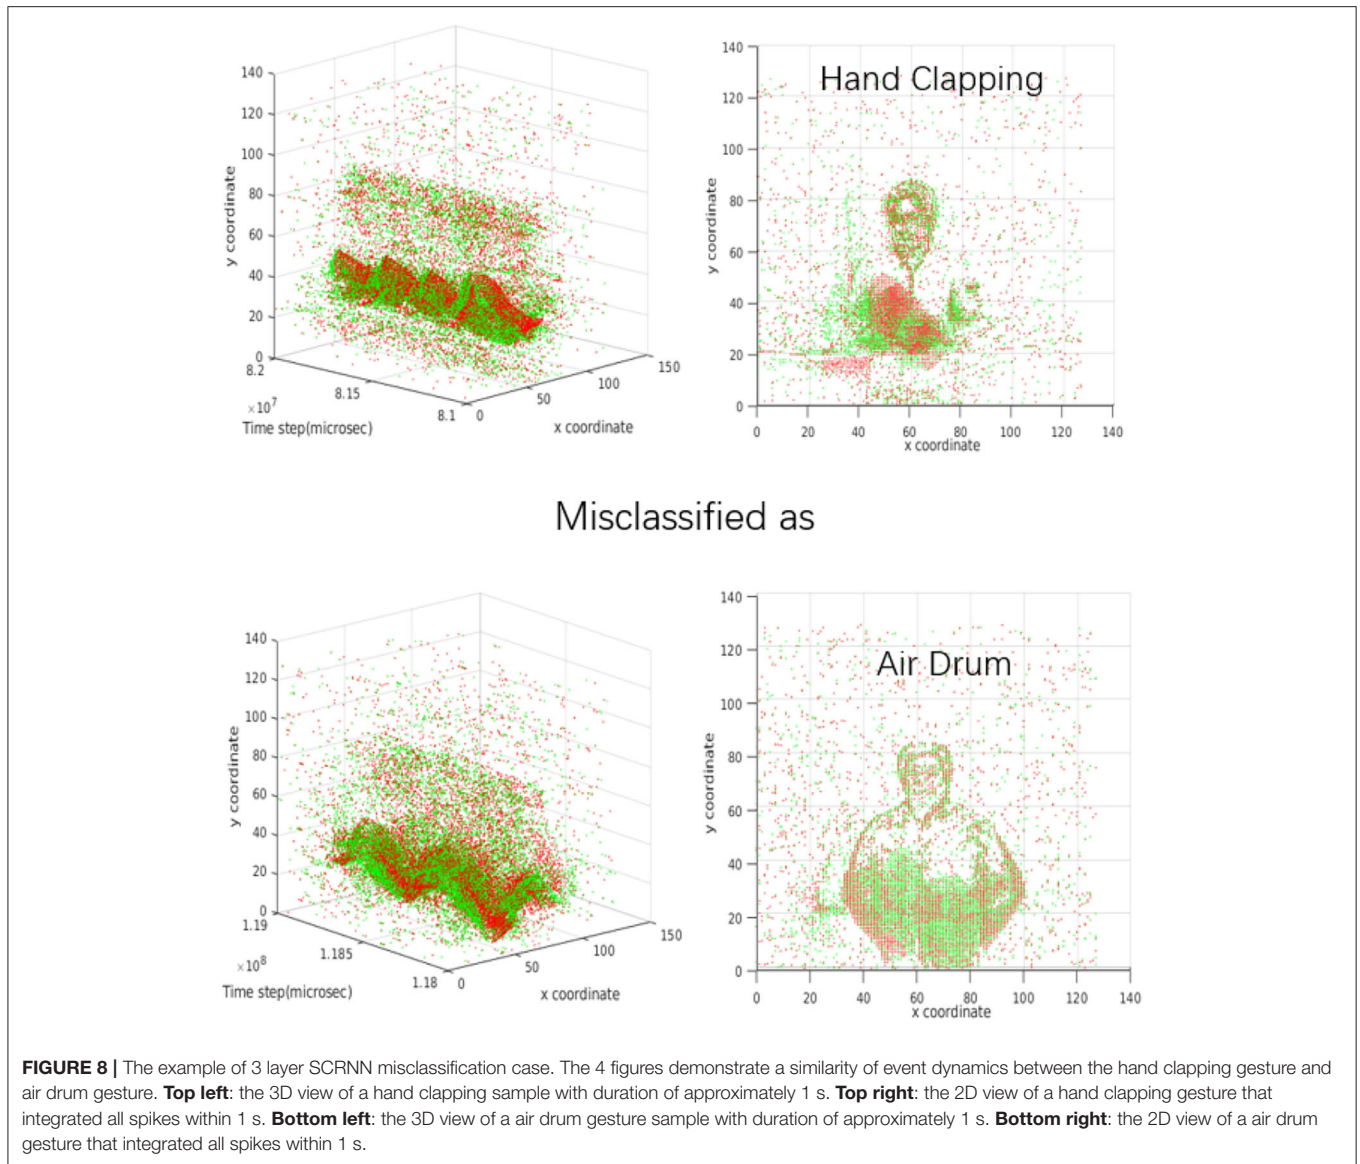 140
120
100
80
60
40
20
0
y coordinate
8.2
8.15
8.1
×10⁷
Time step(microsec)
0
50
100
150
x coordinate
Hand Clapping
140
120
100
80
60
40
20
0
y coordinate
0 20 40 60 80 100 120 140
x coordinate
Misclassified as
140
120
100
80
60
40
20
0
y coordinate
1.19
1.185
1.18
×10⁸
Time step(microsec)
0
50
100
150
x coordinate
Air Drum
140
120
100
80
60
40
20
0
y coordinate
0 20 40 60 80 100 120 140
x coordinate
FIGURE 8 | The example of 3 layer SCRNN misclassification case. The 4 figures demonstrate a similarity of event dynamics between the hand clapping gesture and
air drum gesture. Top left: the 3D view of a hand clapping sample with duration of approximately 1 s. Top right: the 2D view of a hand clapping gesture that
integrated all spikes within 1 s. Bottom left: the 3D view of a air drum gesture sample with duration of approximately 1 s. Bottom right: the 2D view of a air drum
gesture that integrated all spikes within 1 s.